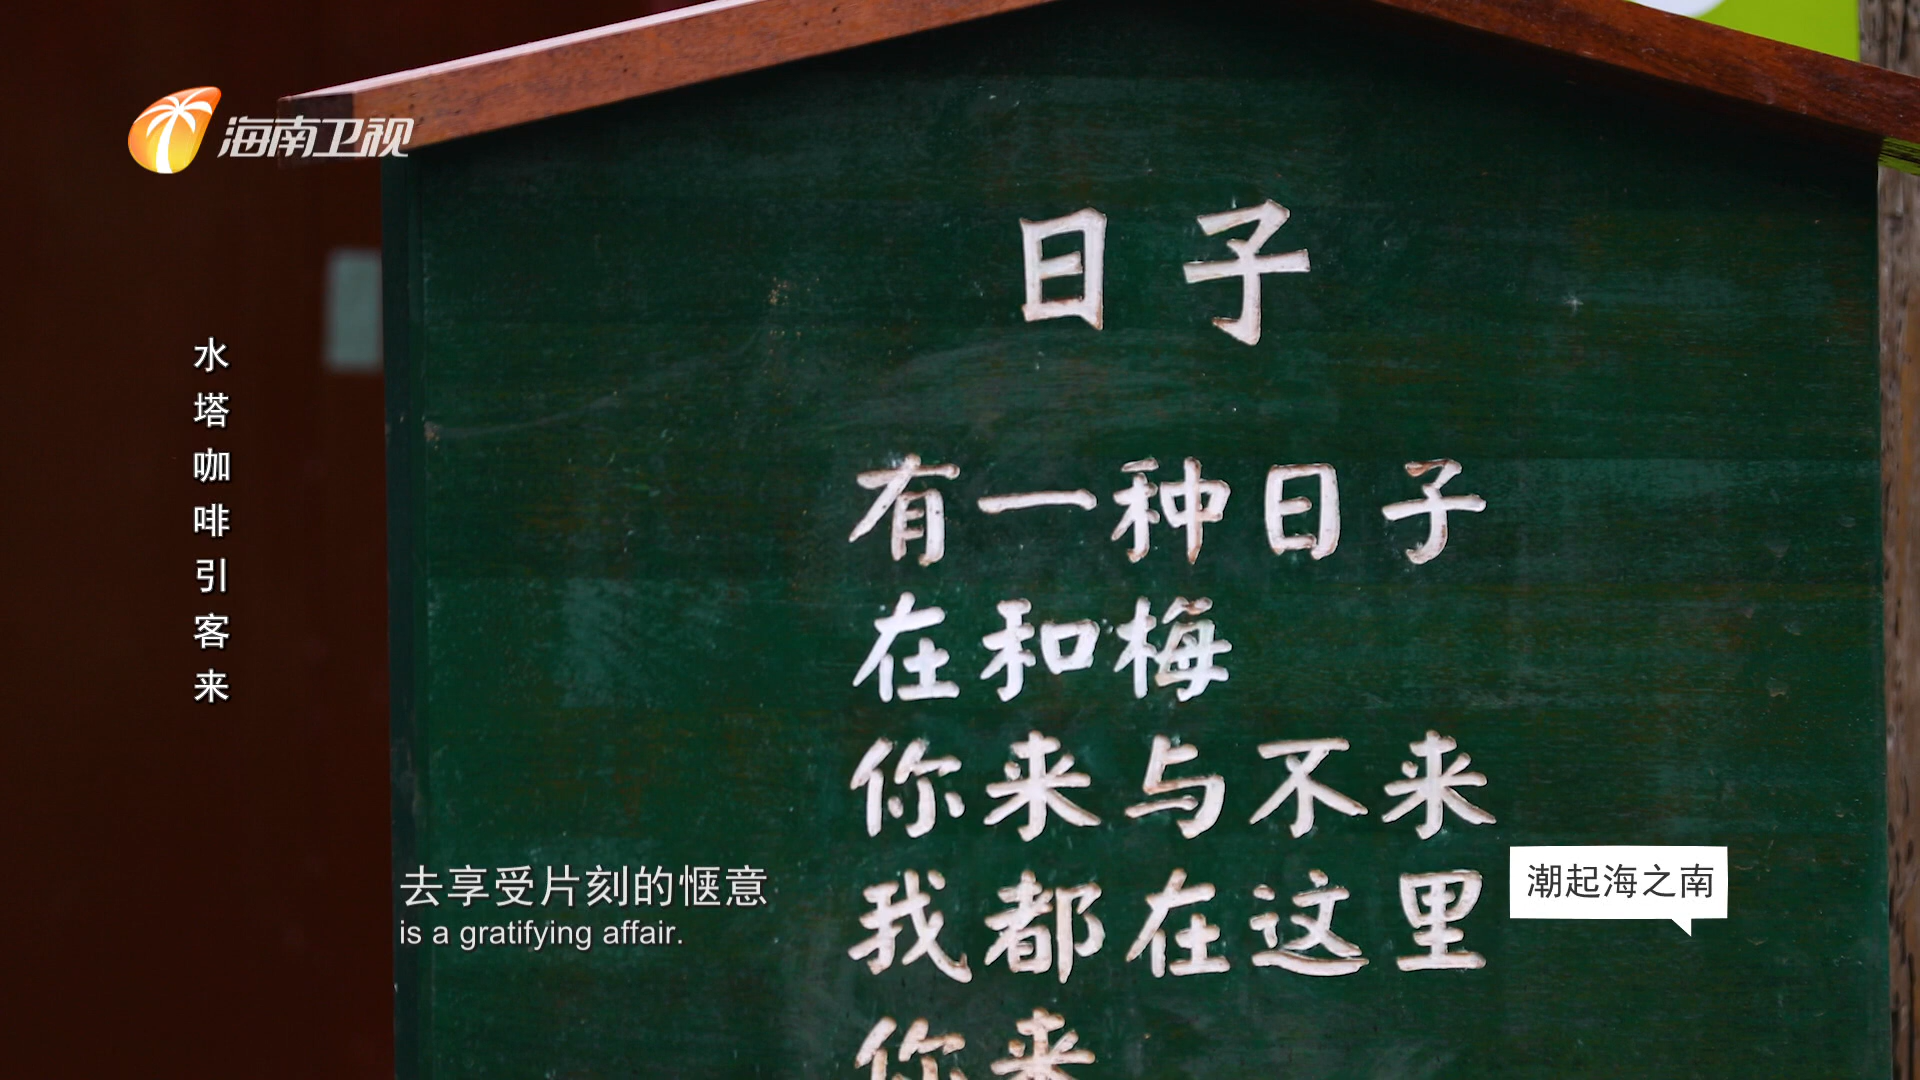 海南卫视
水塔咖啡引客来
日子
有一种日子
在和梅
你来与不来
我都在这里
你来
去享受片刻的惬意
is a gratifying affair.
潮起海之南